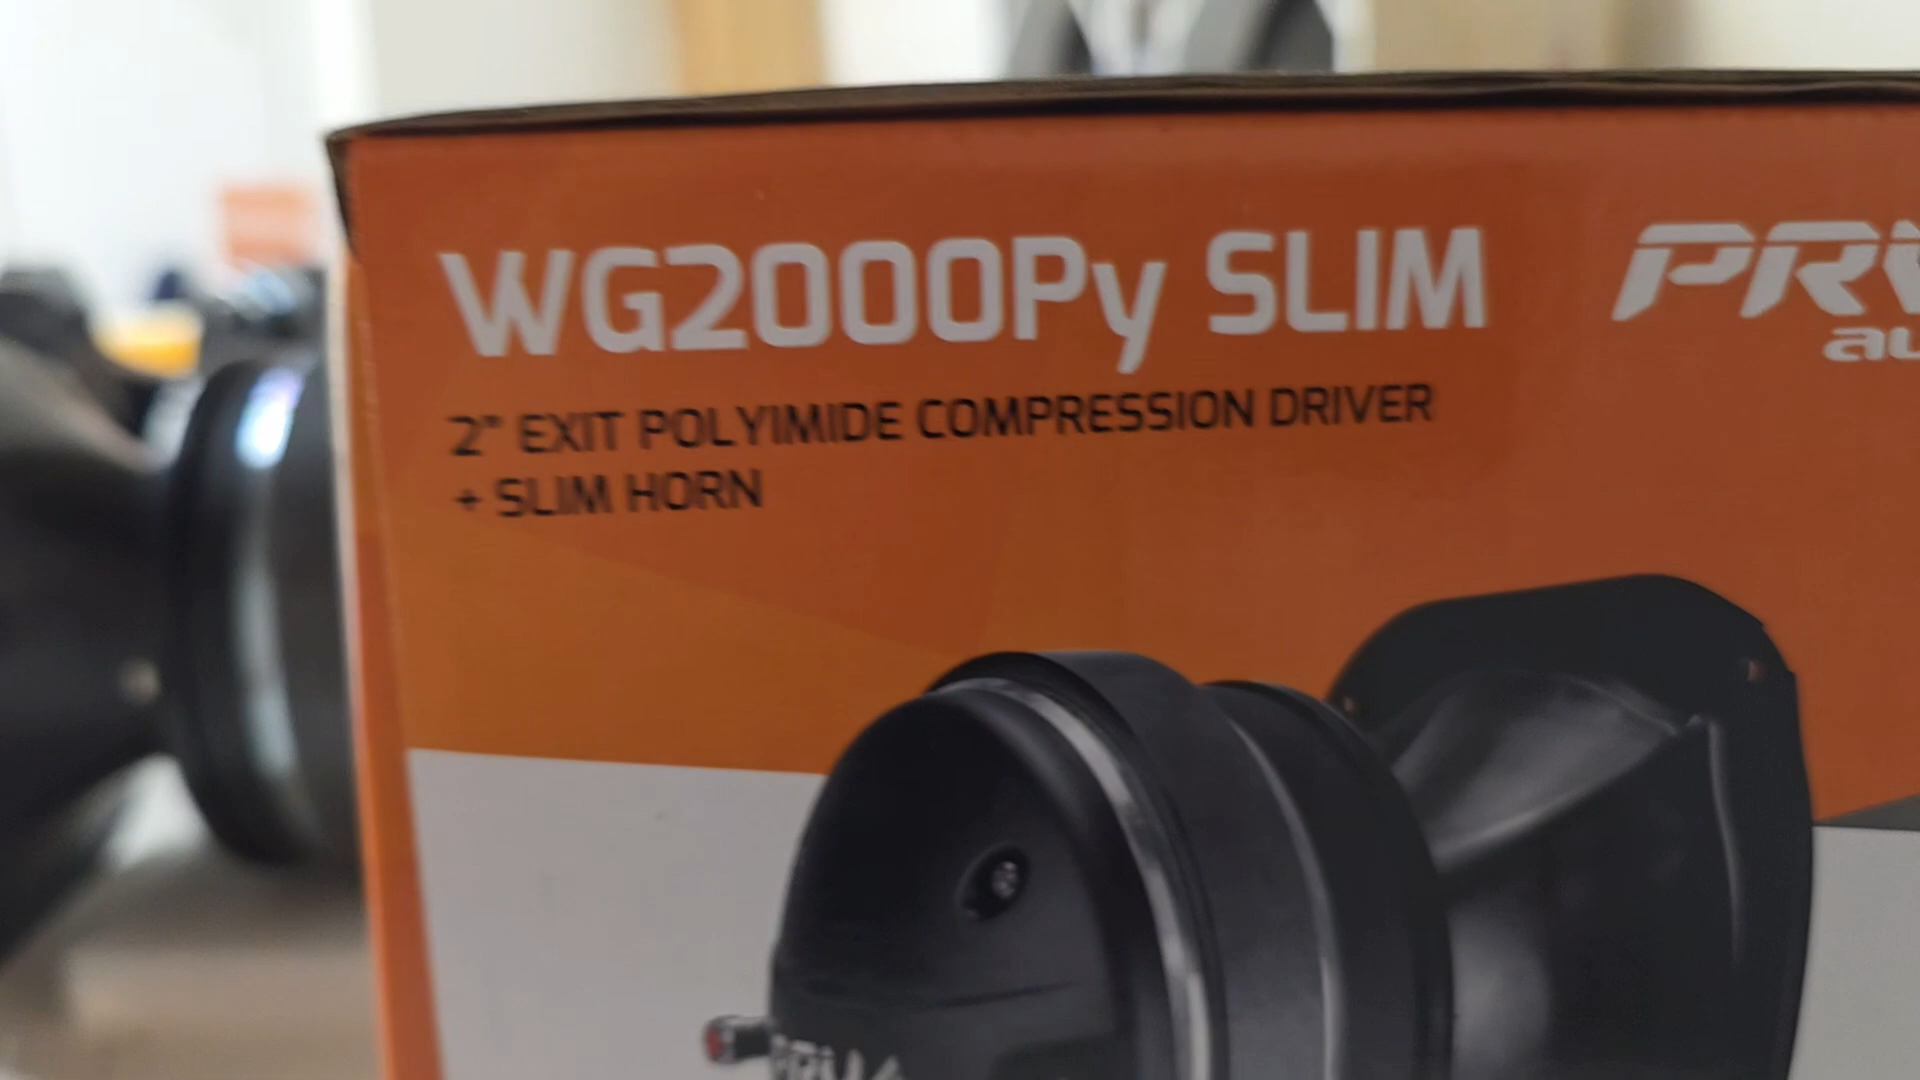 WG2000Py SLIM
2" EXIT POLYIMIDE COMPRESSION DRIVER
+ SLIM HORN